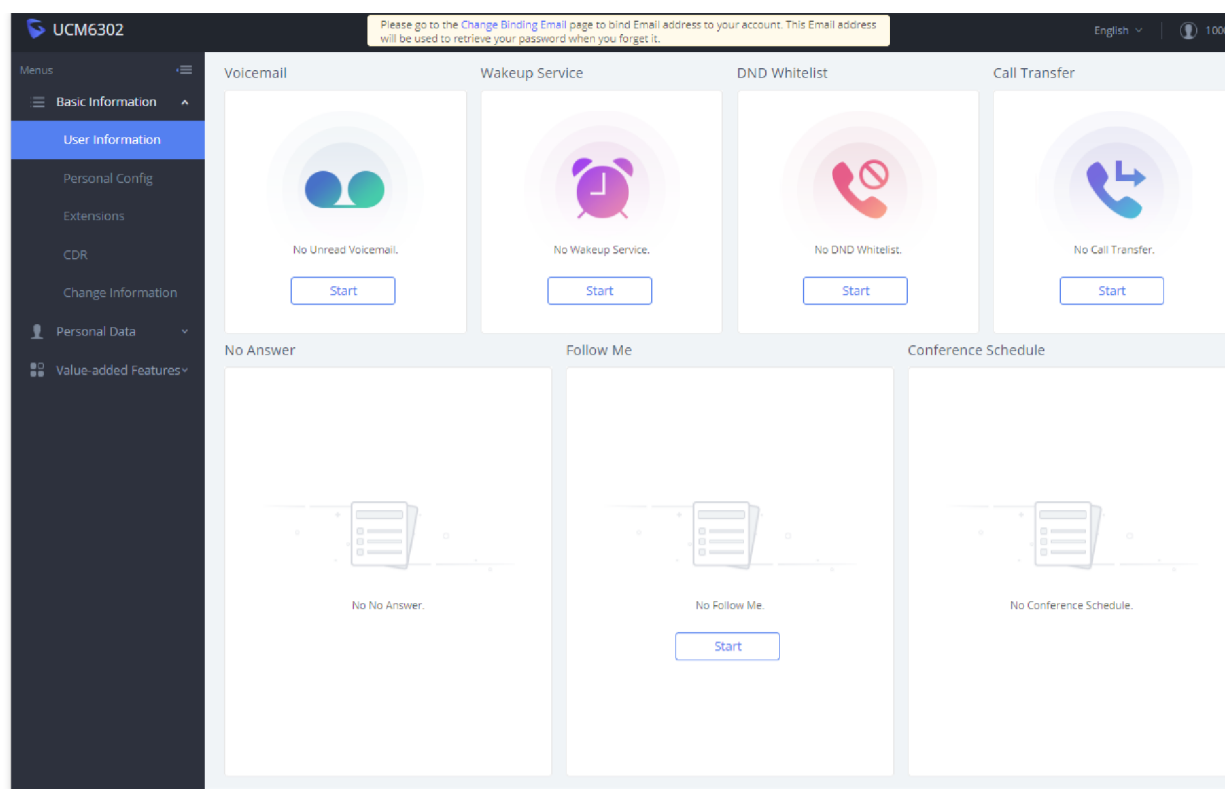 UCM6302
Please go to the Change Binding Email page to bind Email address to your account. This Email address
will be used to retrieve your password when you forget it.
English
Menus
Basic Information
User Information
Personal Config
Extensions
CDR
Change Information
Personal Data
Value-added Features
Voicemail
Wakeup Service
DND Whitelist
Call Transfer
No Unread Voicemail.
No Wakeup Service.
No DND Whitelist.
No Call Transfer.
Start
Start
Start
Start
No Answer
Follow Me
Conference Schedule
No No Answer.
No Follow Me.
No Conference Schedule.
Start